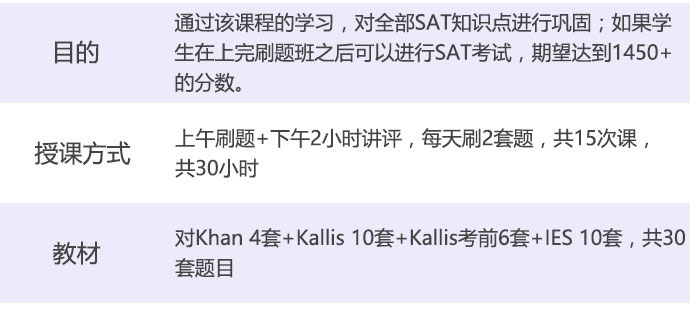 目的
通过该课程的学习，对全部SAT知识点进行巩固；如果学
生在上完刷题班之后可以进行SAT考试，期望达到1450+
的分数。
授课方式
上午刷题+下午2小时讲评，每天刷2套题，共15次课，
共30小时
教材
对Khan 4套+Kallis 10套+Kallis考前6套+IES 10套，共30
套题目